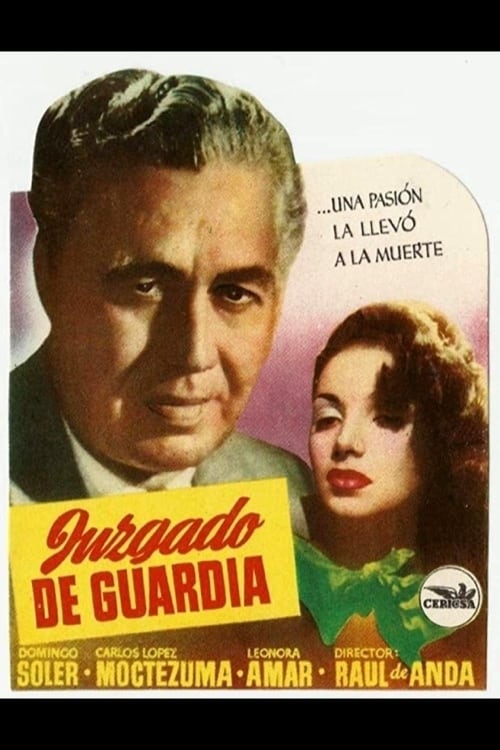 ...UNA PASIÓN
LA LLEVÓ
A LA MUERTE
Juzgado
DE GUARDIA
CERIGSA
DOMINGO SOLER · CARLOS LOPEZ MOCTEZUMA · LEONORA AMAR · DIRECTOR: RAUL de ANDA